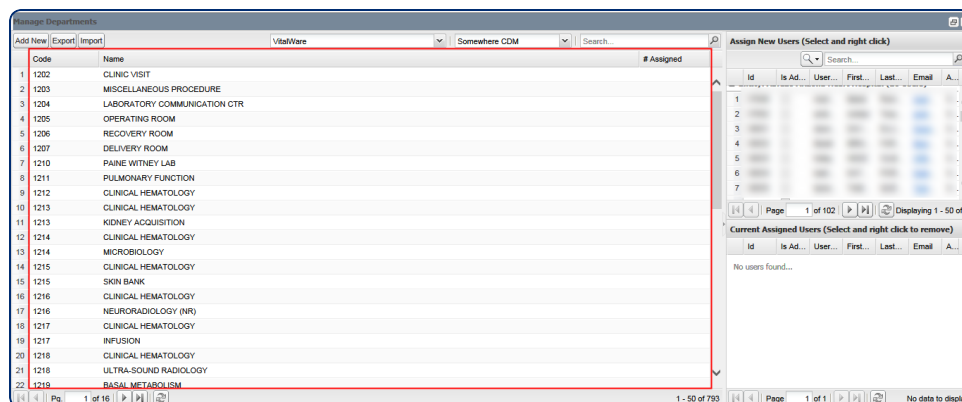 Manage Departments
Add New Export Import VitalWare Somewhere CDM Search...
Code Name # Assigned
1 1202 CLINIC VISIT
2 1203 MISCELLANEOUS PROCEDURE
3 1204 LABORATORY COMMUNICATION CTR
4 1205 OPERATING ROOM
5 1206 RECOVERY ROOM
6 1207 DELIVERY ROOM
7 1210 PAINE WITNEY LAB
8 1211 PULMONARY FUNCTION
9 1212 CLINICAL HEMATOLOGY
10 1213 CLINICAL HEMATOLOGY
11 1213 KIDNEY ACQUISITION
12 1214 CLINICAL HEMATOLOGY
13 1214 MICROBIOLOGY
14 1215 CLINICAL HEMATOLOGY
15 1215 SKIN BANK
16 1216 CLINICAL HEMATOLOGY
17 1216 NEURORADIOLOGY (NR)
18 1217 CLINICAL HEMATOLOGY
19 1217 INFUSION
20 1218 CLINICAL HEMATOLOGY
21 1218 ULTRA-SOUND RADIOLOGY
22 1219 BASAL METABOLISM
Pg. 1 of 16 1 - 50 of 793
Assign New Users (Select and right click)
Search...
Id Is Ad... User... First... Last... Email A...
1
2
3
4
5
6
7
Page 1 of 102 Displaying 1 - 50 of
Current Assigned Users (Select and right click to remove)
Id Is Ad... User... First... Last... Email A...
No users found...
Page 1 of 1 No data to displa